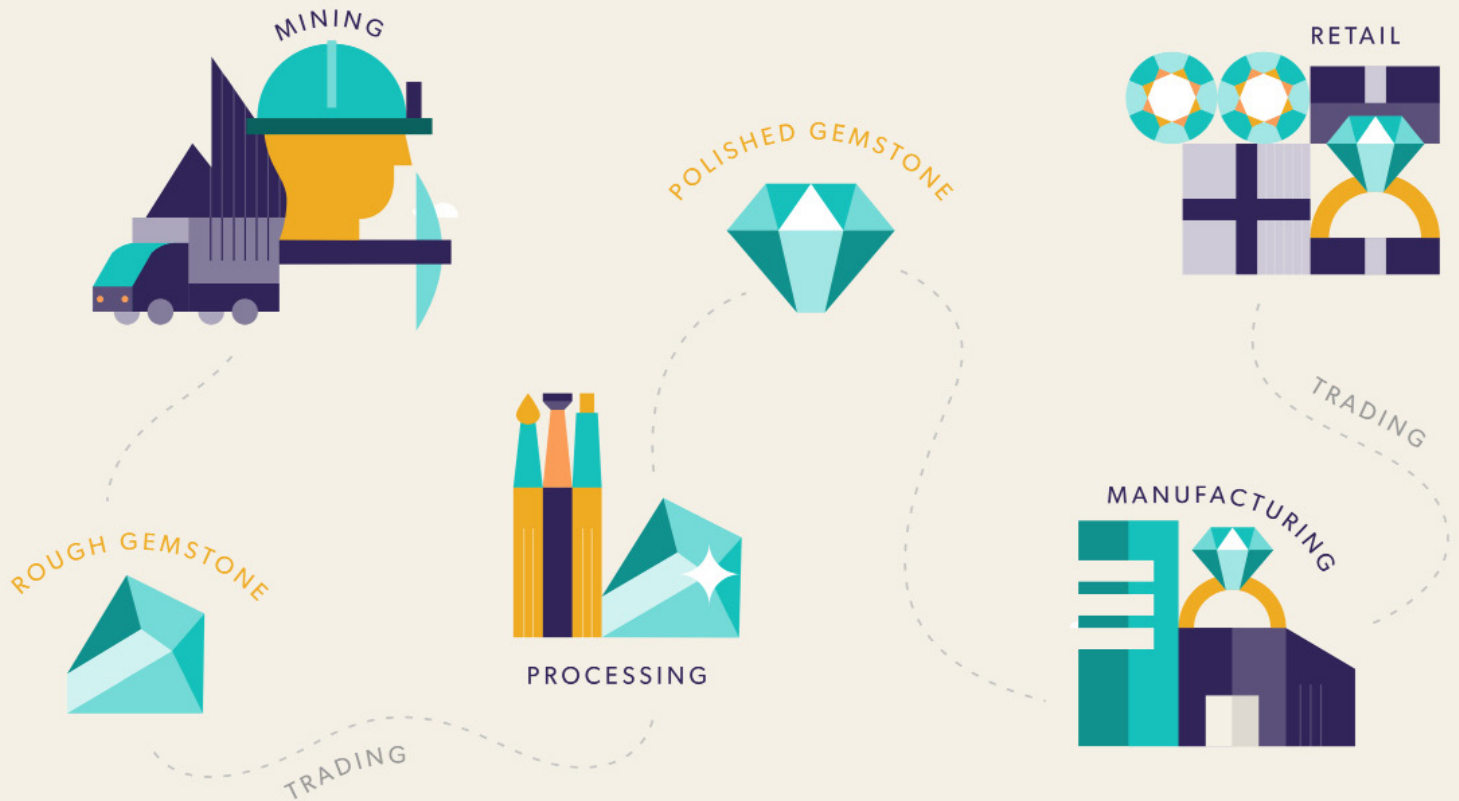 MINING
ROUGH GEMSTONE
TRADING
PROCESSING
POLISHED GEMSTONE
MANUFACTURING
TRADING
RETAIL